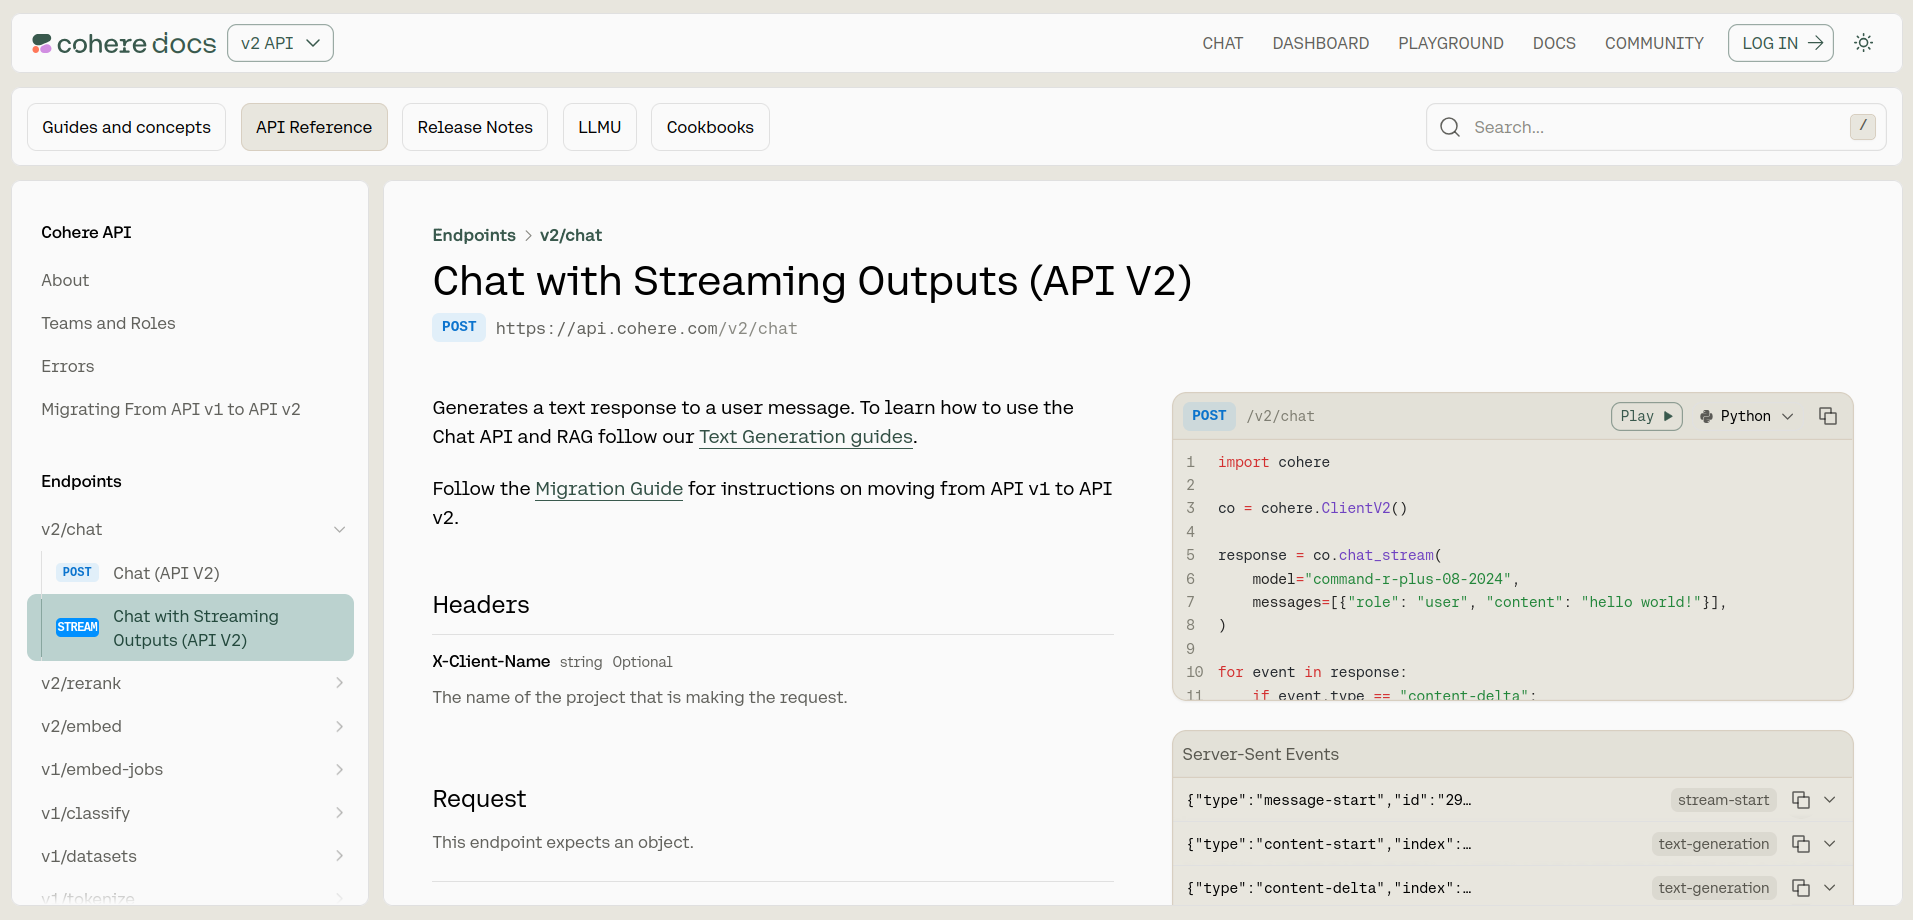 cohere docs
v2 API
CHAT
DASHBOARD
PLAYGROUND
DOCS
COMMUNITY
LOG IN
Guides and concepts
API Reference
Release Notes
LLMU
Cookbooks
Search...
/
Cohere API
About
Teams and Roles
Errors
Migrating From API v1 to API v2
Endpoints
v2/chat
POST Chat (API V2)
STREAM Chat with Streaming
Outputs (API V2)
v2/rerank
v2/embed
v1/embed-jobs
v1/classify
v1/datasets
v1/tokenize
Endpoints > v2/chat
Chat with Streaming Outputs (API V2)
POST https://api.cohere.com/v2/chat
Generates a text response to a user message. To learn how to use the
Chat API and RAG follow our Text Generation guides.
Follow the Migration Guide for instructions on moving from API v1 to API
v2.
Headers
X-Client-Name string Optional
The name of the project that is making the request.
Request
This endpoint expects an object.
POST /v2/chat
Play
Python
1 import cohere
2
3 co = cohere.ClientV2()
4
5 response = co.chat_stream(
6 model="command-r-plus-08-2024",
7 messages=[{"role": "user", "content": "hello world!"}],
8 )
9
10 for event in response:
11 if event.type == "content-delta":
Server-Sent Events
{"type":"message-start","id":"29… stream-start
{"type":"content-start","index":… text-generation
{"type":"content-delta","index":… text-generation